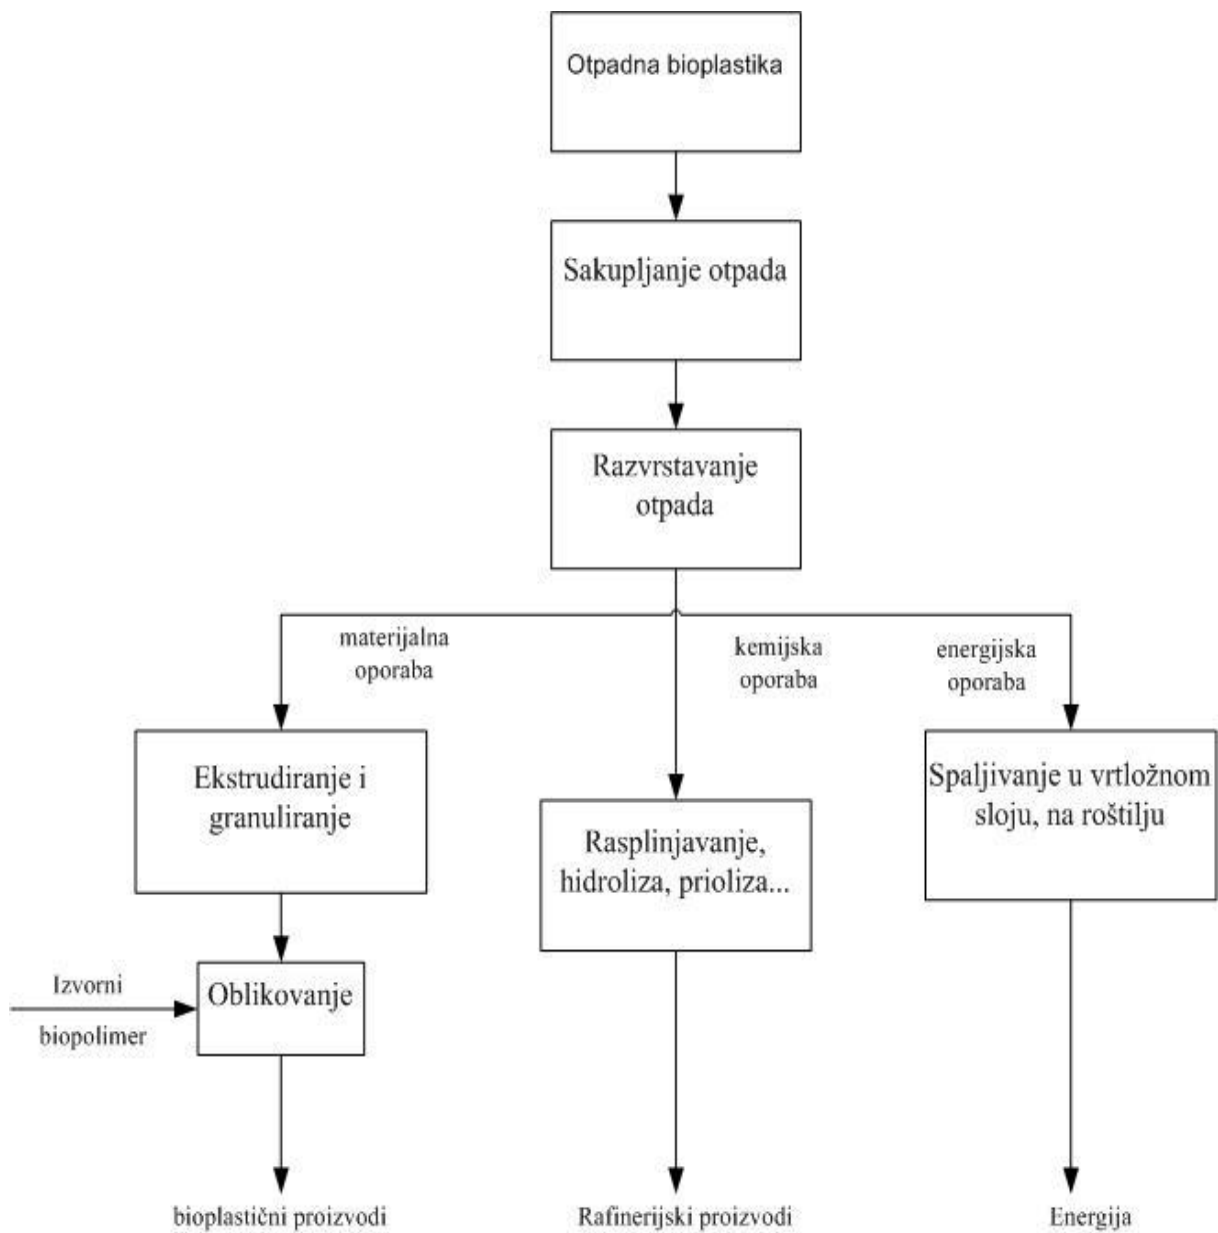 Otpadna bioplastika
Sakupljanje otpada
Razvrstavanje
otpada
materijalna
oporaba
kemijska
oporaba
energijska
oporaba
Ekstrudiranje i
granuliranje
Rasplinjavanje,
hidroliza, prioliza...
Spaljivanje u vrtložnom
sloju, na roštilju
Izvorni
biopolimer
Oblikovanje
bioplastični proizvodi
Rafinerijski proizvodi
Energija